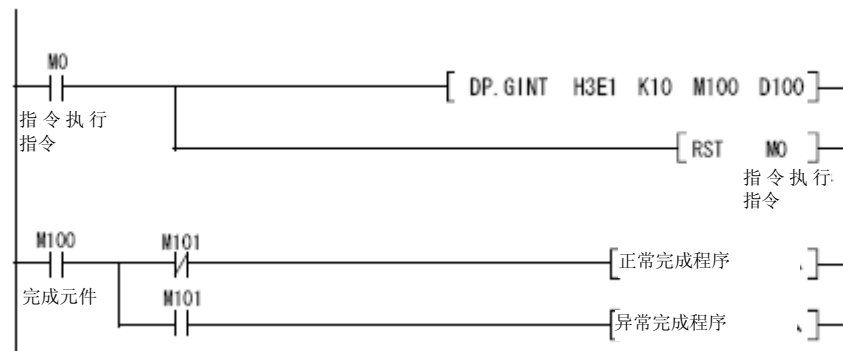 M0
DP.GINT H3E1 K10 M100 D100
指令执行
指令
RST M0
指令执行
指令
M100 M101
正常完成程序
完成元件
M101
异常完成程序